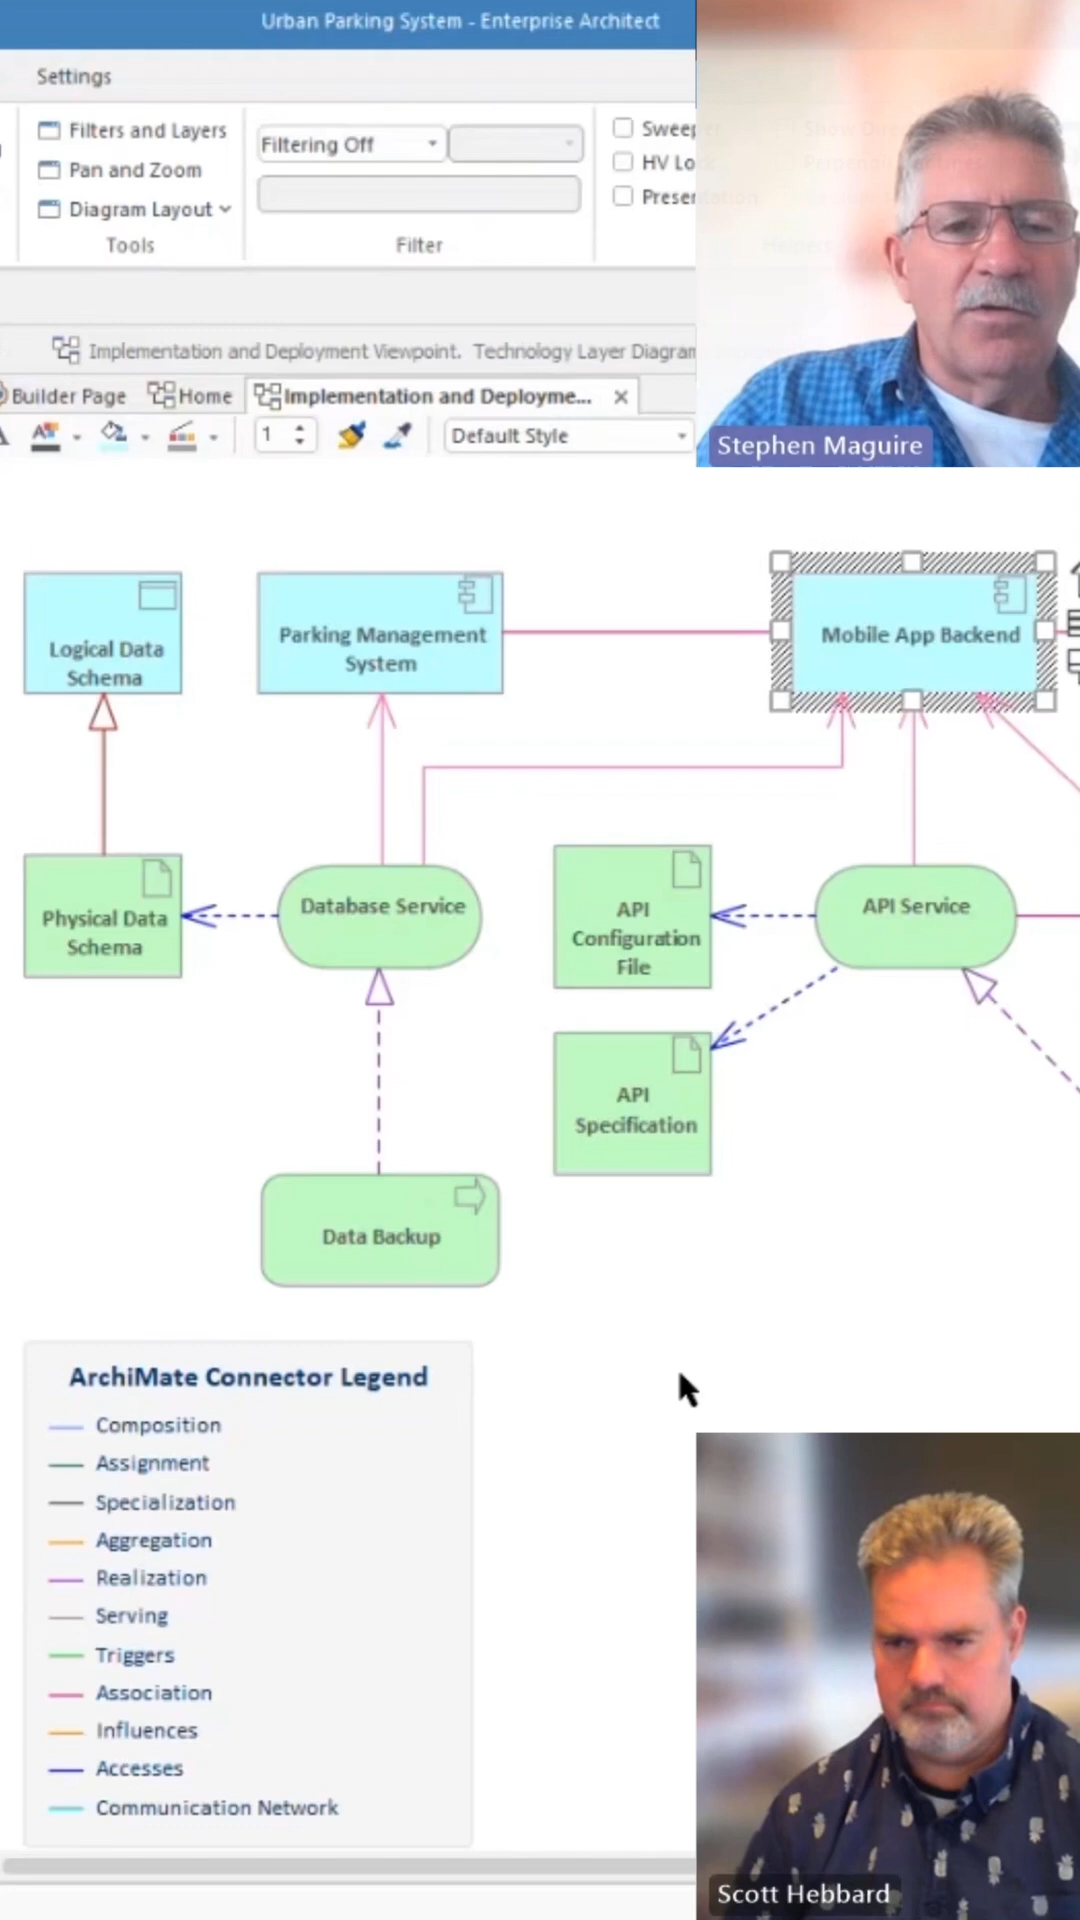 Urban Parking System - Enterprise Architect
Settings
Filters and Layers
Pan and Zoom
Diagram Layout
Tools
Filtering Off
Filter
Sweeper
HV Lock
Presentation
Implementation and Deployment Viewpoint. Technology Layer Diagram
Builder Page
Home
Implementation and Deployme...
1
Default Style
Stephen Maguire
Logical Data
Schema
Parking Management
System
Mobile App Backend
Physical Data
Schema
Database Service
API
Configuration
File
API Service
API
Specification
Data Backup
ArchiMate Connector Legend
Composition
Assignment
Specialization
Aggregation
Realization
Serving
Triggers
Association
Influences
Accesses
Communication Network
Scott Hebbard